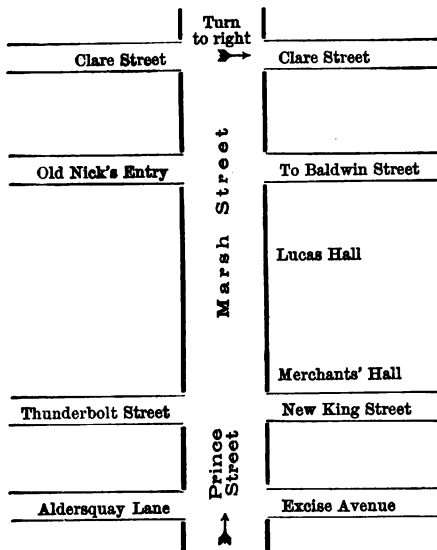 Turn
to right
Clare Street
Clare Street
Old Nick's Entry
To Baldwin Street
Marsh Street
Lucas Hall
Merchants' Hall
Thunderbolt Street
New King Street
Prince
Street
Aldersquay Lane
Excise Avenue